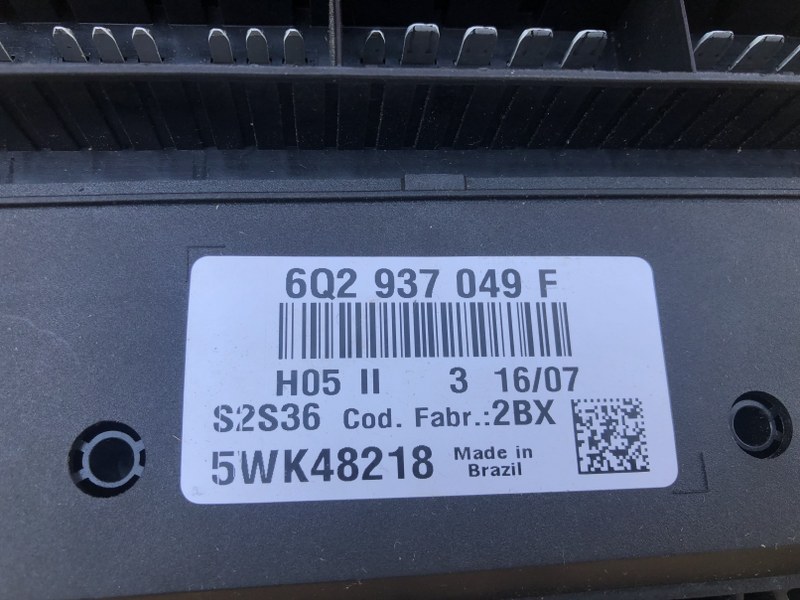 6Q2 937 049 F
H05 II 3 16/07
S2S36 Cod. Fabr.:2BX
5WK48218 Made in
Brazil